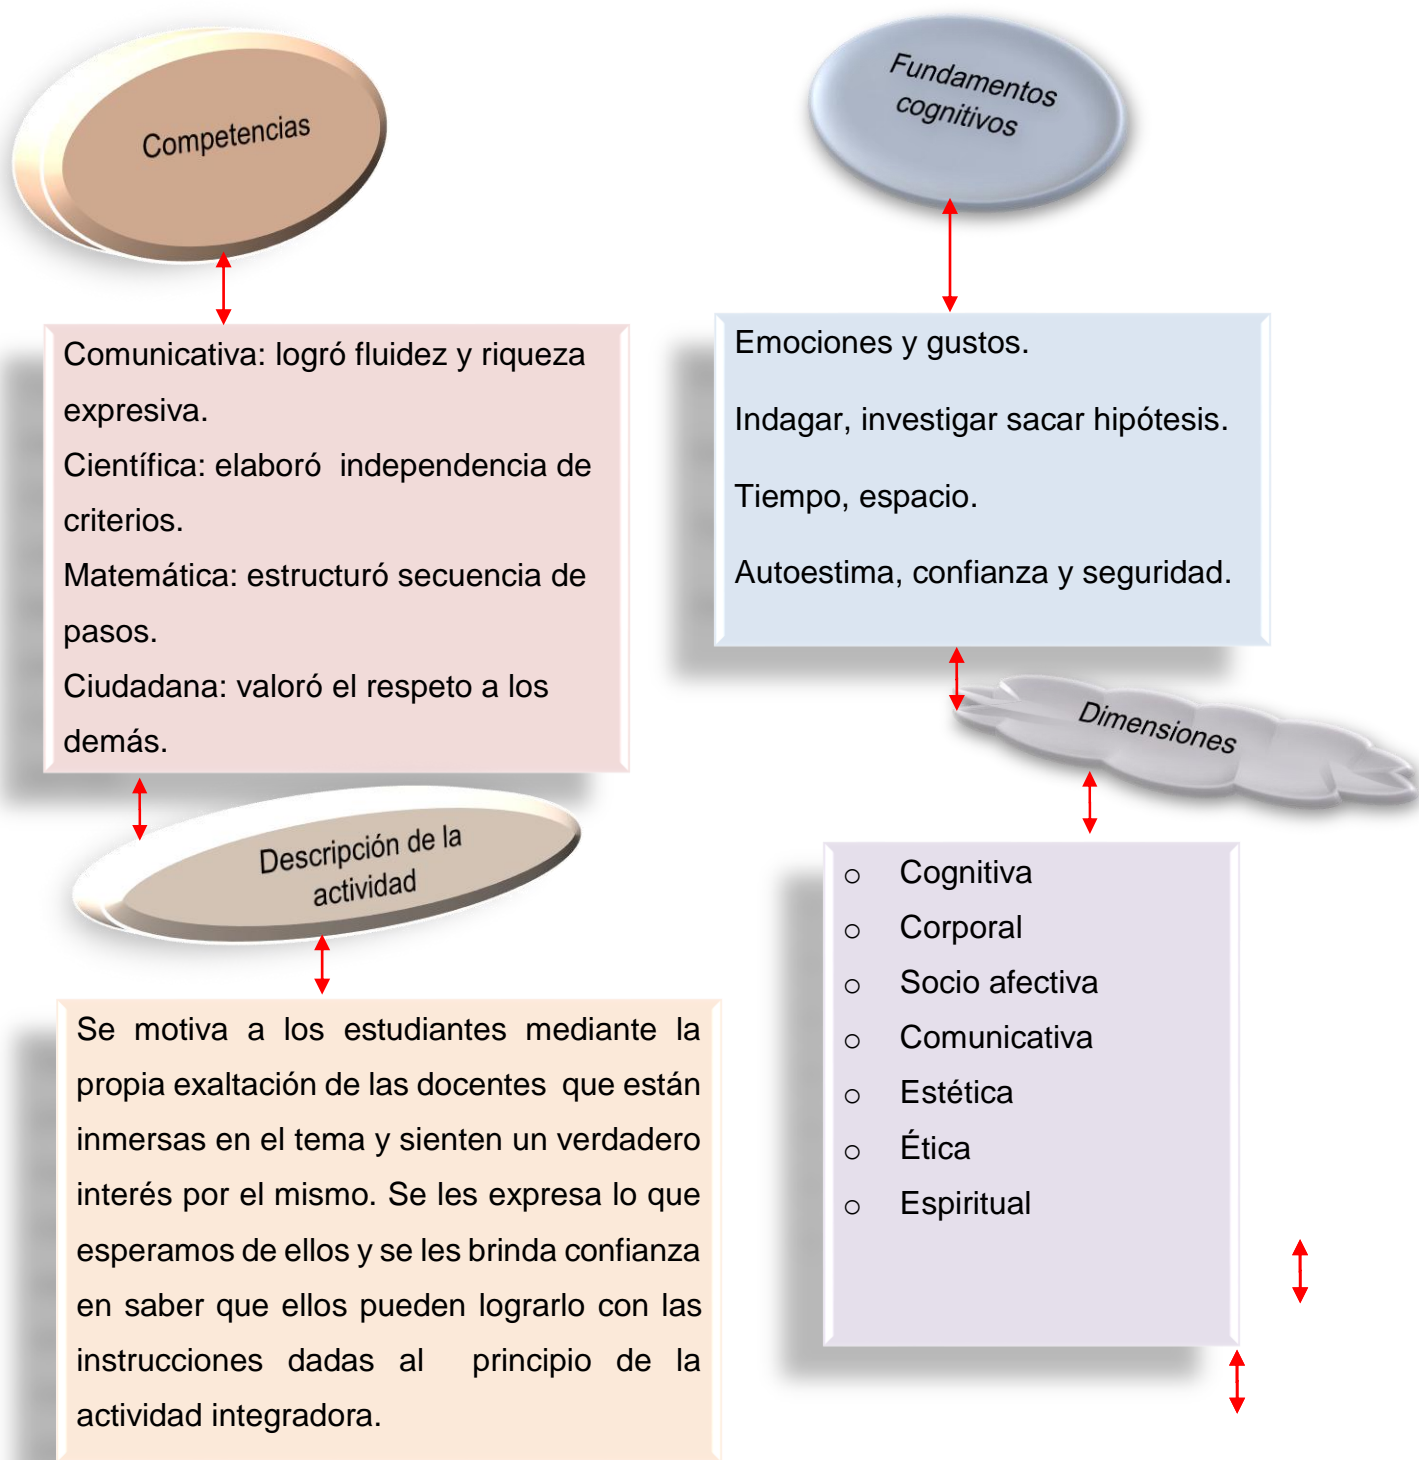 Competencias
Comunicativa: logró fluidez y riqueza
expresiva.
Científica: elaboró independencia de
criterios.
Matemática: estructuró secuencia de
pasos.
Ciudadana: valoró el respeto a los
demás.
Descripción de la
actividad
Se motiva a los estudiantes mediante la
propia exaltación de las docentes que están
inmersas en el tema y sienten un verdadero
interés por el mismo. Se les expresa lo que
esperamos de ellos y se les brinda confianza
en saber que ellos pueden lograrlo con las
instrucciones dadas al principio de la
actividad integradora.
Fundamentos
cognitivos
Emociones y gustos.
Indagar, investigar sacar hipótesis.
Tiempo, espacio.
Autoestima, confianza y seguridad.
Dimensiones
o Cognitiva
o Corporal
o Socio afectiva
o Comunicativa
o Estética
o Ética
o Espiritual